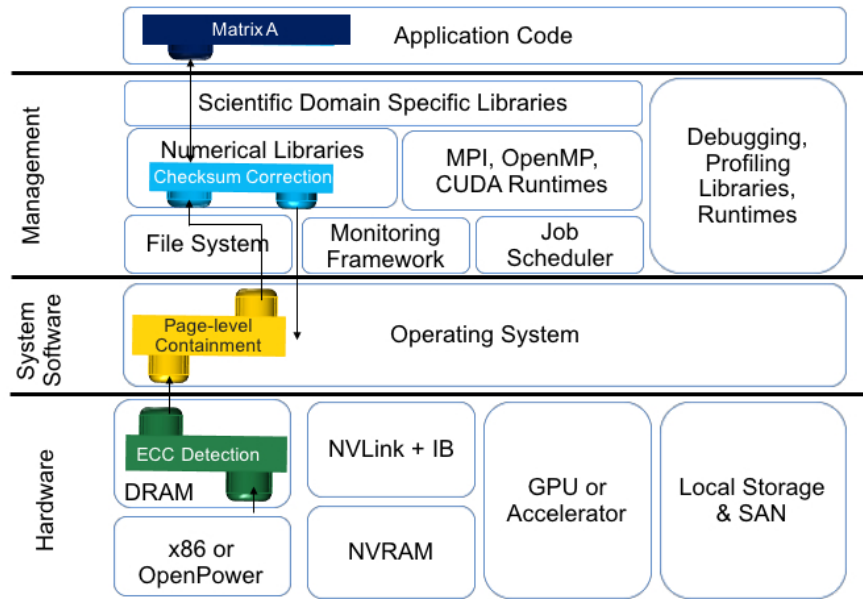 Matrix A
Application Code
Management
Scientific Domain Specific Libraries
Numerical Libraries
Checksum Correction
MPI, OpenMP,
CUDA Runtimes
Debugging,
Profiling
Libraries,
Runtimes
File System
Monitoring
Framework
Job
Scheduler
System
Software
Page-level
Containment
Operating System
Hardware
ECC Detection
DRAM
NVLink + IB
GPU or
Accelerator
Local Storage
& SAN
x86 or
OpenPower
NVRAM